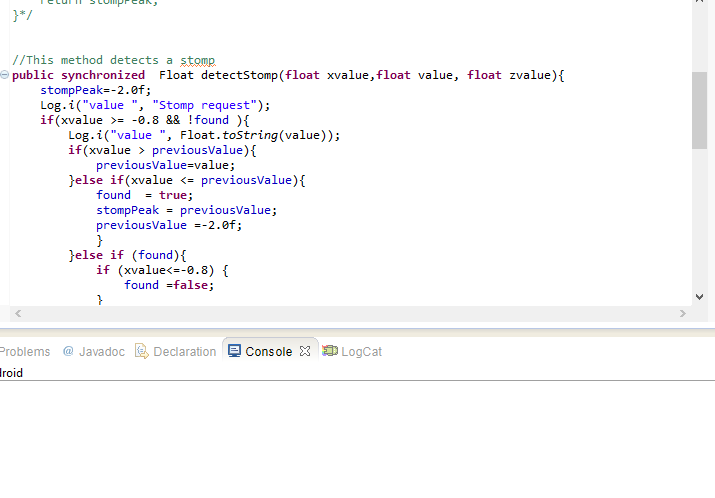 return stompPeak;
}*/
//This method detects a stomp
public synchronized  Float detectStomp(float xvalue,float value, float zvalue){
stompPeak=-2.0f;
Log.i("value ", "Stomp request");
if(xvalue >= -0.8 && !found ){
Log.i("value ", Float.toString(value));
if(xvalue > previousValue){
previousValue=value;
}else if(xvalue <= previousValue){
found  = true;
stompPeak = previousValue;
previousValue =-2.0f;
}
}else if (found){
if (xvalue<=-0.8) {
found =false;
}
Problems @ Javadoc Declaration Console LogCat
roid